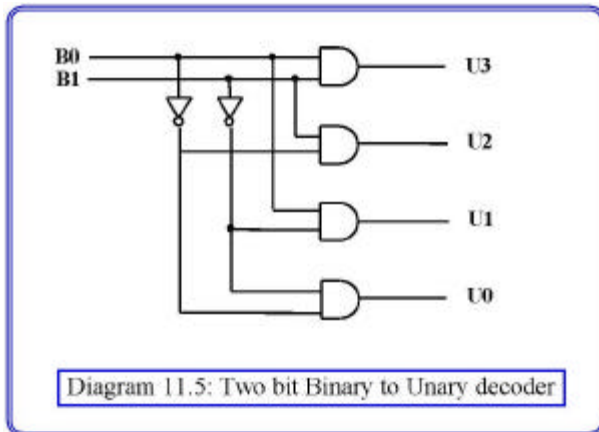 B0
B1
U3
U2
U1
U0
Diagram 11.5: Two bit Binary to Unary decoder